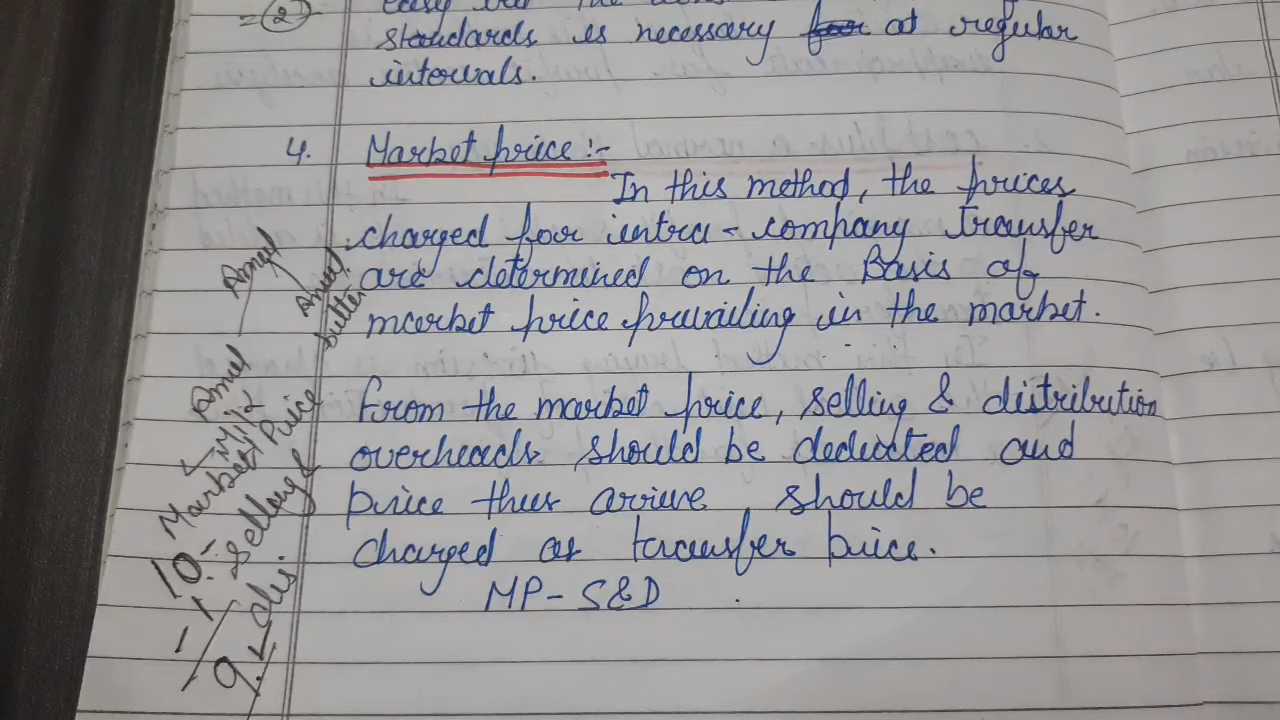 = 2
standards is necessary for at regular
intervals.
4. Market price :-
In this method, the prices
charged for intra-company transfer
are determined on the Basis of
market price prevailing in the market.
From the market price, selling & distribution
overheads should be deducted and
price thus arrive, should be
charged as transfer price.
MP-S&D
Amul
Amul
butter
Amul
Milk
Market Price
10 - selling &
-1 dis.
9